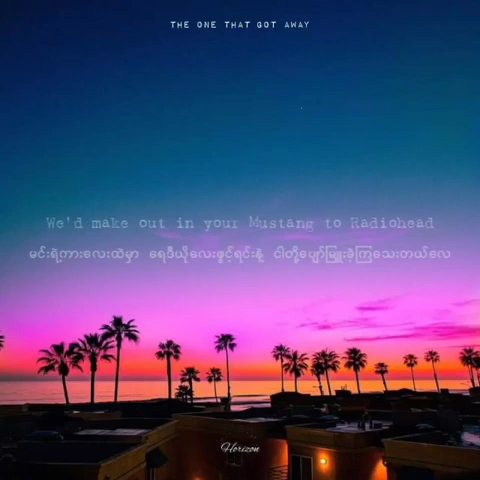 THE ONE THAT GOT AWAY
We'd make out in your Mustang to Radiohead
မင်းရဲ့ကားလေးထဲမှာ ရေဒီယိုလေးဖွင့်ရင်းနဲ့ ငါတို့ပျော်မြူးခဲ့ကြသေးတယ်လေ
Horizon